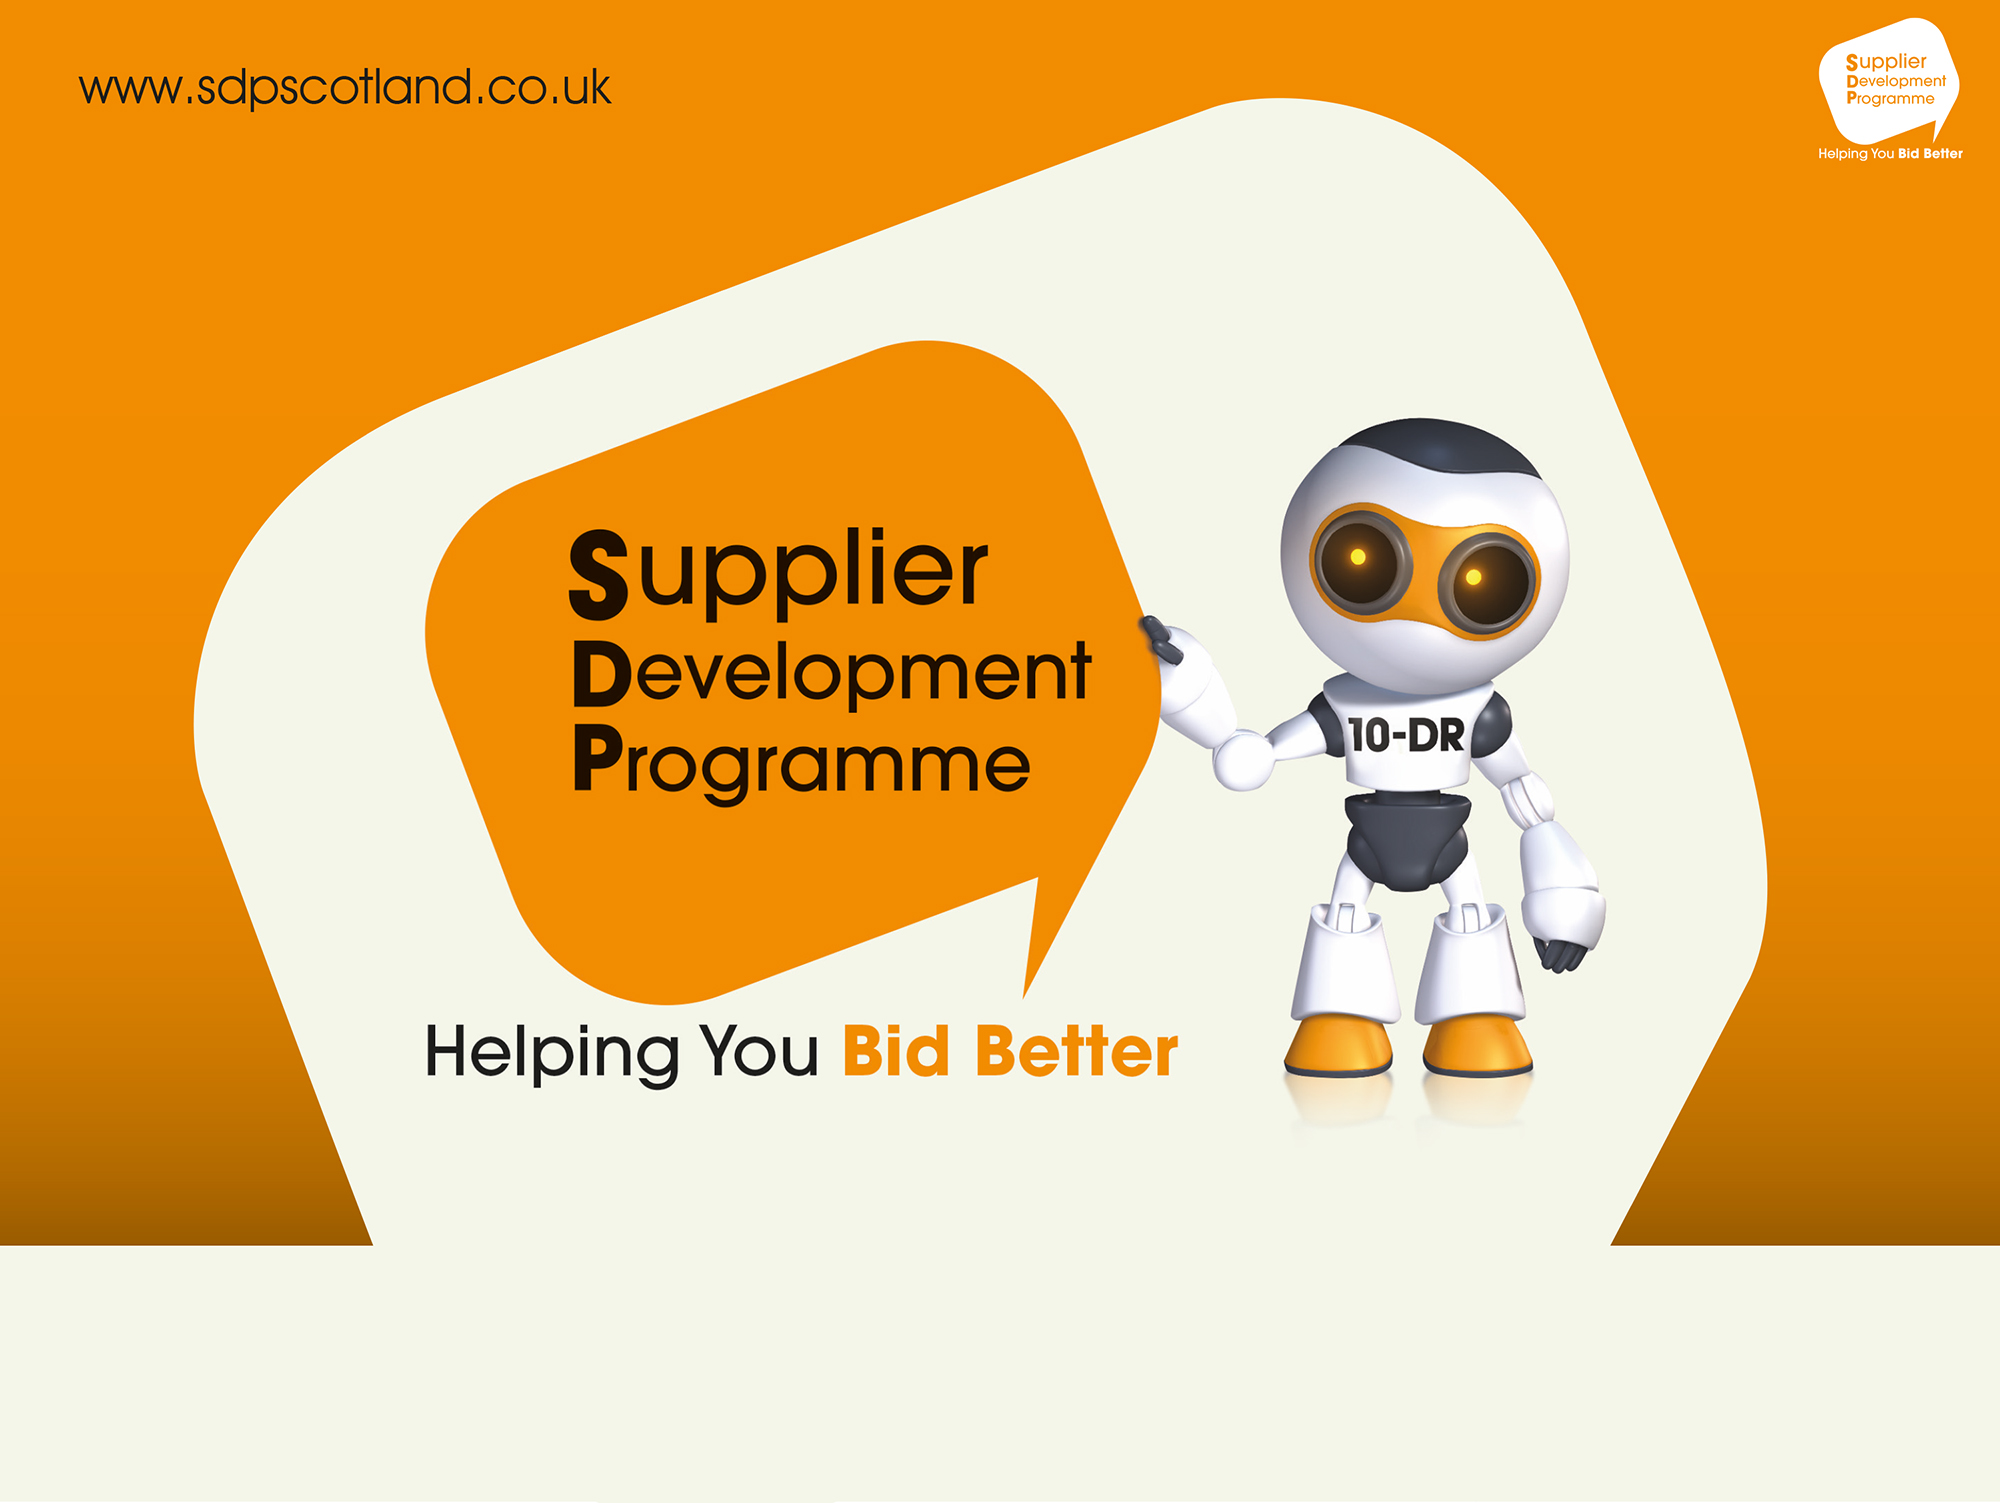 www.sdpscotland.co.uk
Supplier
Development
Programme
Helping You Bid Better
Supplier
Development
Programme
10-DR
Helping You Bid Better